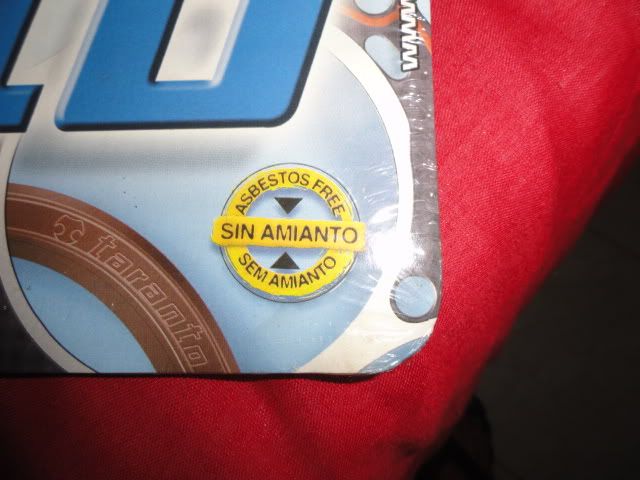 ASBESTOS FREE
SIN AMIANTO
SEM AMIANTO
taranto